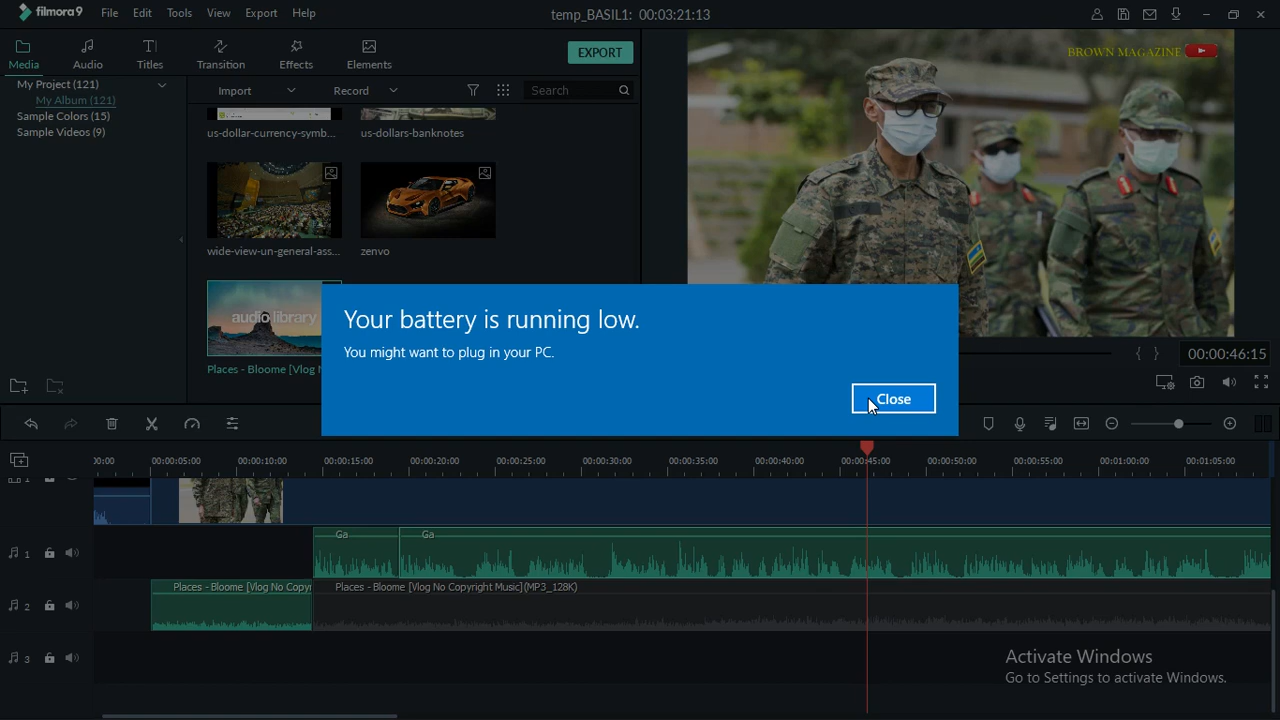 filmora9 File Edit Tools View Export Help temp_BASIL1: 00:03:21:13
Media Audio Titles Transition Effects Elements EXPORT
BROWN MAGAZINE
My Project (121)
My Album (121)
Sample Colors (15)
Sample Videos (9)
Import Record Search
us-dollar-currency-symb... us-dollars-banknotes
wide-view-un-general-ass... zenvo
audio library
Places - Bloome [Vlog N
Your battery is running low.
You might want to plug in your PC.
Close
00:00:46:15
00:00 00:00:05:00 00:00:10:00 00:00:15:00 00:00:20:00 00:00:25:00 00:00:30:00 00:00:35:00 00:00:40:00 00:00:45:00 00:00:50:00 00:00:55:00 00:01:00:00 00:01:05:00
1
1 Ga Ga
2 Places - Bloome [Vlog No Copyri Places - Bloome [Vlog No Copyright Music](MP3_128K)
3
Activate Windows
Go to Settings to activate Windows.